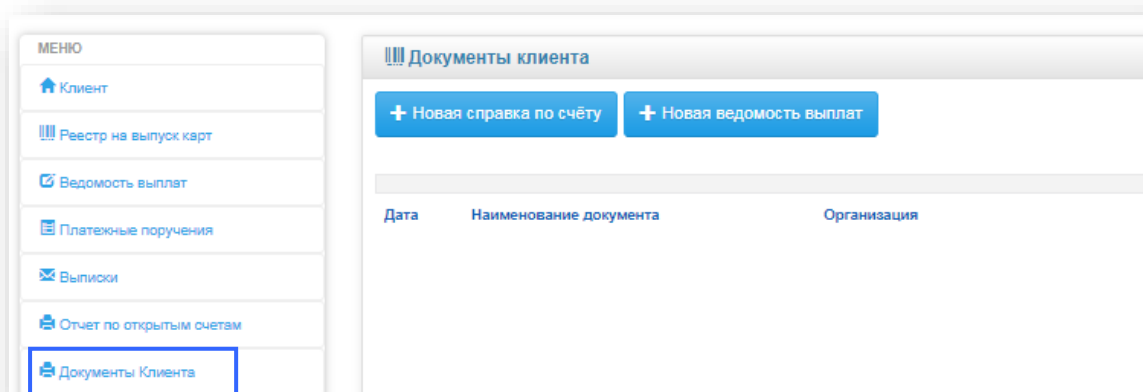 МЕНЮ
Клиент
Реестр на выпуск карт
Ведомость выплат
Платежные поручения
Выписки
Отчет по открытым счетам
Документы Клиента
Документы клиента
+ Новая справка по счёту
+ Новая ведомость выплат
Дата Наименование документа Организация